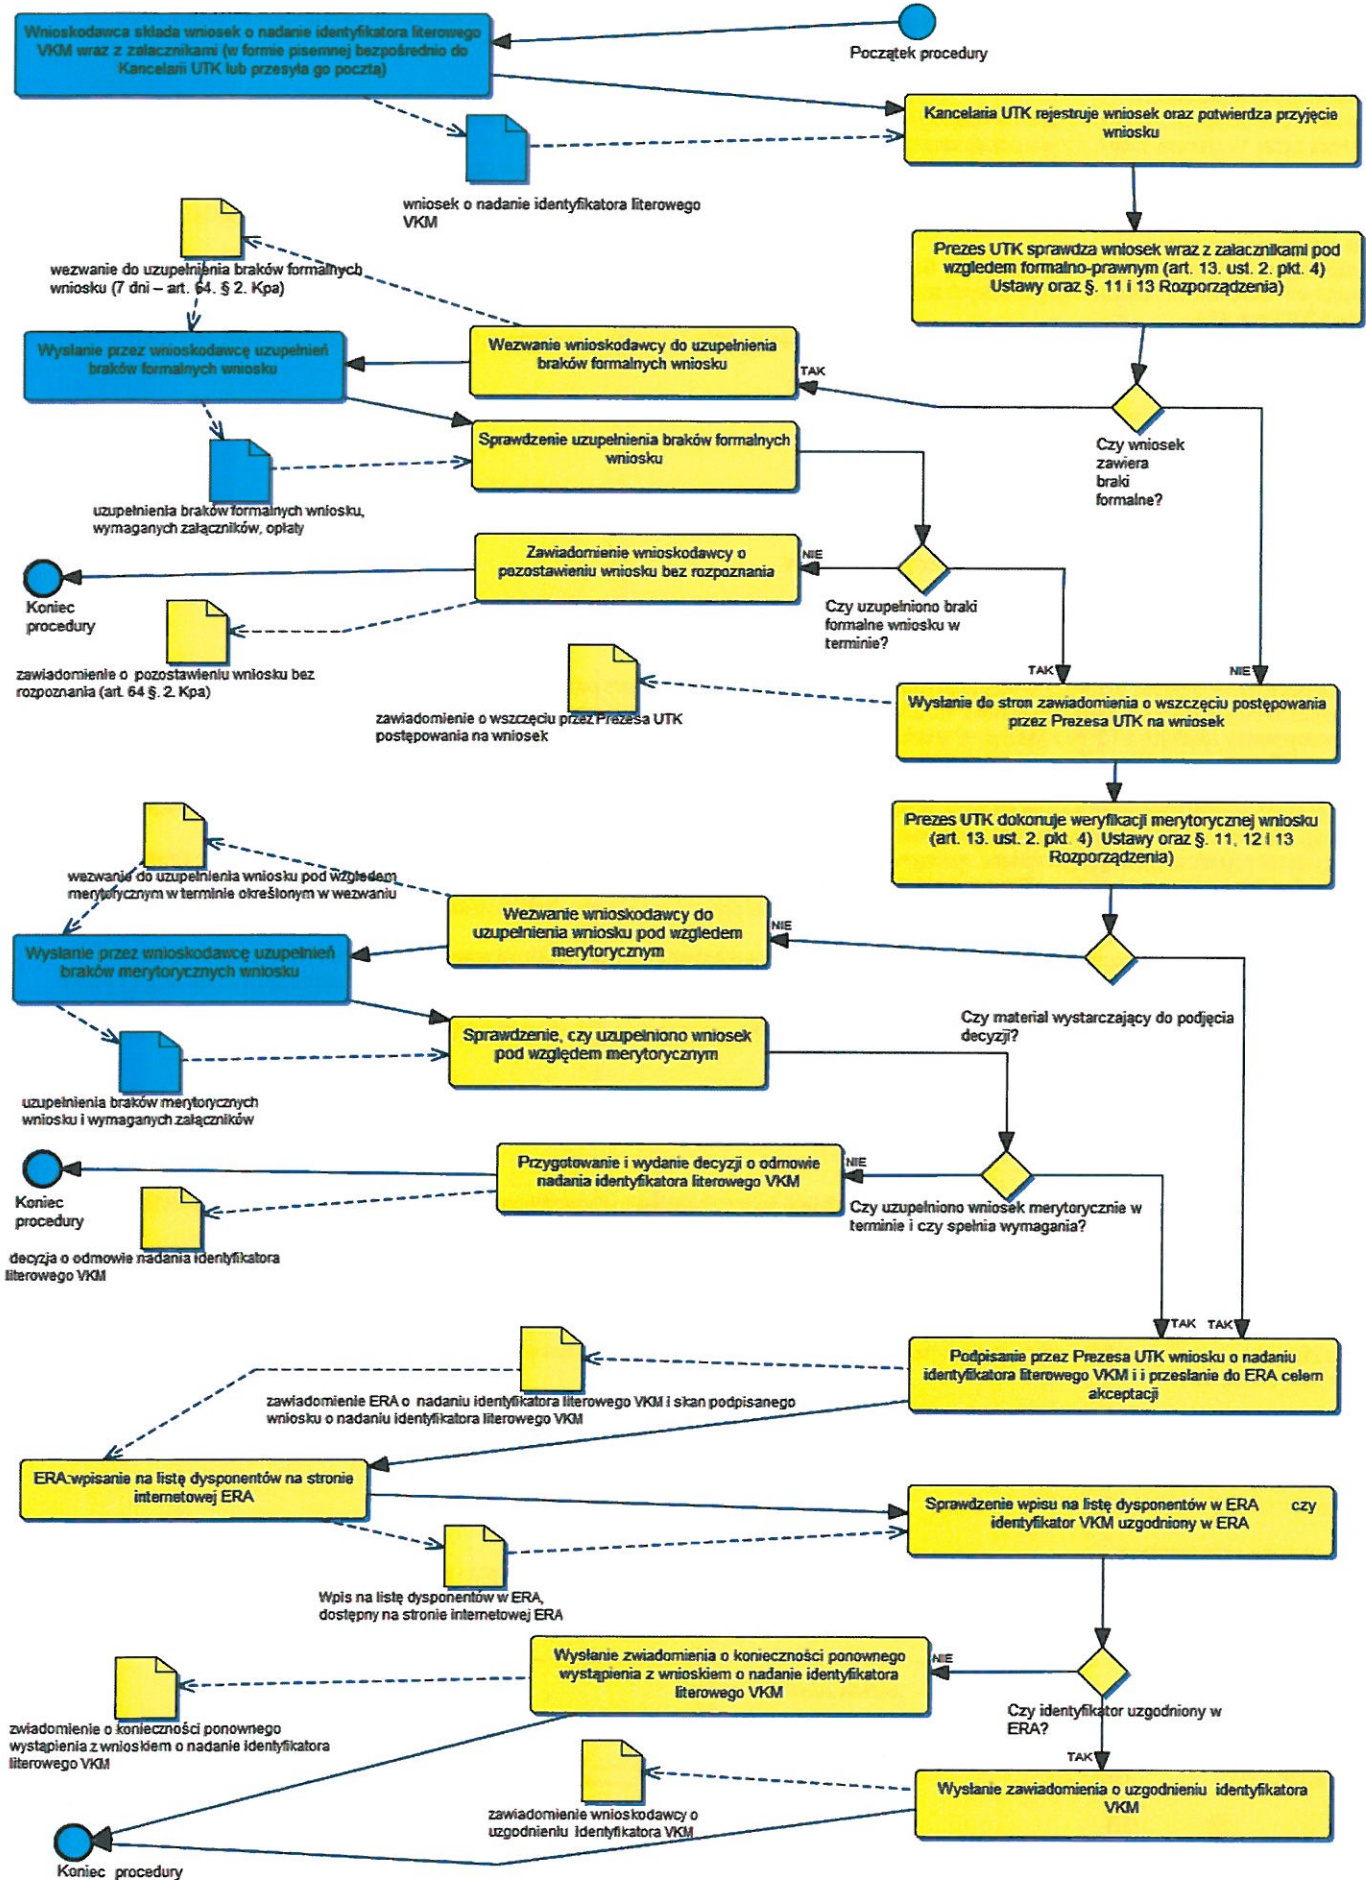 Wnioskodawca składa wniosek o nadanie identyfikatora literowego
VKM wraz z załacznikami (w formie pisemnej bezpośrednio do
Kancelarii UTK lub przesyła go pocztą)
Początek procedury
Kancelaria UTK rejestruje wniosek oraz potwierdza przyjęcie
wniosku
wniosek o nadanie identyfikatora literowego
VKM
Prezes UTK sprawdza wniosek wraz z załacznikami pod
względem formalno-prawnym (art. 13. ust. 2. pkt. 4)
Ustawy oraz §. 11 i 13 Rozporządzenia)
wezwanie do uzupełnienia braków formalnych
wniosku (7 dni – art. 64. § 2. Kpa)
Wysłanie przez wnioskodawcę uzupełnień
braków formalnych wniosku
Wezwanie wnioskodawcy do uzupełnienia
braków formalnych wniosku
TAK
Czy wniosek
zawiera
braki
formalne?
Sprawdzenie uzupełnienia braków formalnych
wniosku
uzupełnienia braków formalnych wniosku,
wymaganych załączników, opłaty
Zawiadomienie wnioskodawcy o
pozostawieniu wniosku bez rozpoznania
NIE
Koniec
procedury
Czy uzupełniono braki
formalne wniosku w
terminie?
zawiadomienie o pozostawieniu wniosku bez
rozpoznania (art. 64 §. 2. Kpa)
TAK
NIE
Wysłanie do stron zawiadomienia o wszczęciu postępowania
przez Prezesa UTK na wniosek
zawiadomienie o wszczęciu przez Prezesa UTK
postępowania na wniosek
Prezes UTK dokonuje weryfikacji merytorycznej wniosku
(art. 13. ust. 2. pkt. 4) Ustawy oraz §. 11, 12 i 13
Rozporządzenia)
wezwanie do uzupełnienia wniosku pod względem
merytorycznym w terminie określonym w wezwaniu
Wezwanie wnioskodawcy do
uzupełnienia wniosku pod względem
merytorycznym
NIE
Wysłanie przez wnioskodawcę uzupełnień
braków merytorycznych wniosku
Czy materiał wystarczający do podjęcia
decyzji?
Sprawdzenie, czy uzupełniono wniosek
pod względem merytorycznym
uzupełnienia braków merytorycznych
wniosku i wymaganych załączników
Przygotowanie i wydanie decyzji o odmowie
nadania identyfikatora literowego VKM
NIE
Koniec
procedury
Czy uzupełniono wniosek merytorycznie w
terminie i czy spełnia wymagania?
decyzja o odmowie nadania identyfikatora
literowego VKM
TAK
TAK
Podpisanie przez Prezesa UTK wniosku o nadaniu
identyfikatora literowego VKM i i przesłanie do ERA celem
akceptacji
zawiadomienie ERA o nadaniu identyfikatora literowego VKM i skan podpisanego
wniosku o nadaniu identyfikatora literowego VKM
ERA:wpisanie na listę dysponentów na stronie
internetowej ERA
Sprawdzenie wpisu na listę dysponentów w ERA czy
identyfikator VKM uzgodniony w ERA
Wpis na listę dysponentów w ERA,
dostępny na stronie internetowej ERA
Wysłanie zwiadomienia o konieczności ponownego
wystąpienia z wnioskiem o nadanie identyfikatora
literowego VKM
NIE
Czy identyfikator uzgodniony w
ERA?
zwiadomienie o konieczności ponownego
wystąpienia z wnioskiem o nadanie identyfikatora
literowego VKM
TAK
Wysłanie zawiadomienia o uzgodnieniu identyfikatora
VKM
zawiadomienie wnioskodawcy o
uzgodnieniu identyfikatora VKM
Koniec procedury